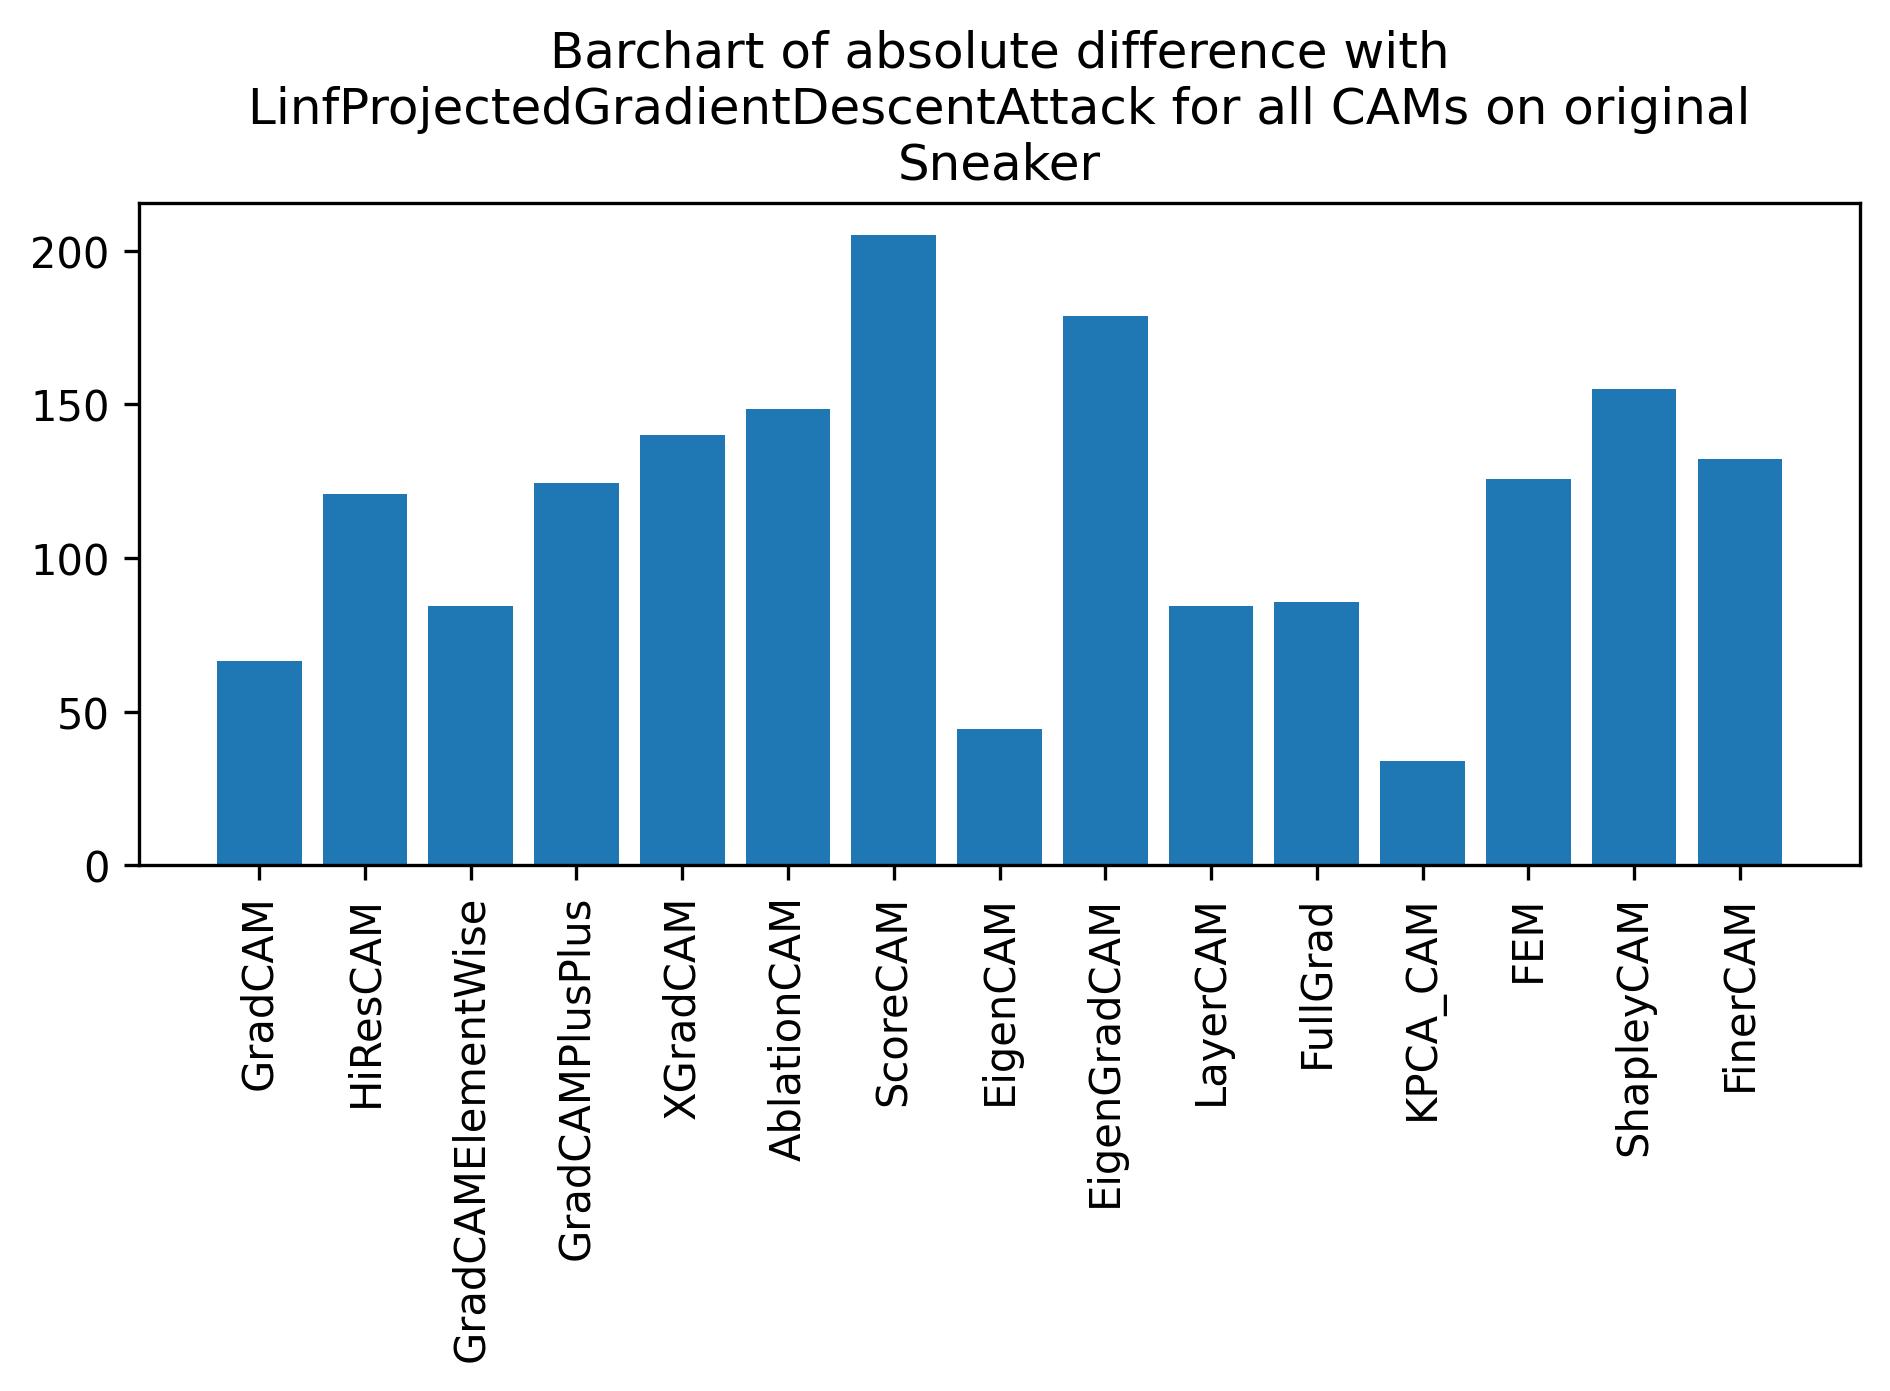 Barchart of absolute difference with
LinfProjectedGradientDescentAttack for all CAMs on original
Sneaker
200
150
100
50
0
GradCAM
HiResCAM
GradCAMElementWise
GradCAMPlusPlus
XGradCAM
AblationCAM
ScoreCAM
EigenCAM
EigenGradCAM
LayerCAM
FullGrad
KPCA_CAM
FEM
ShapleyCAM
FinerCAM